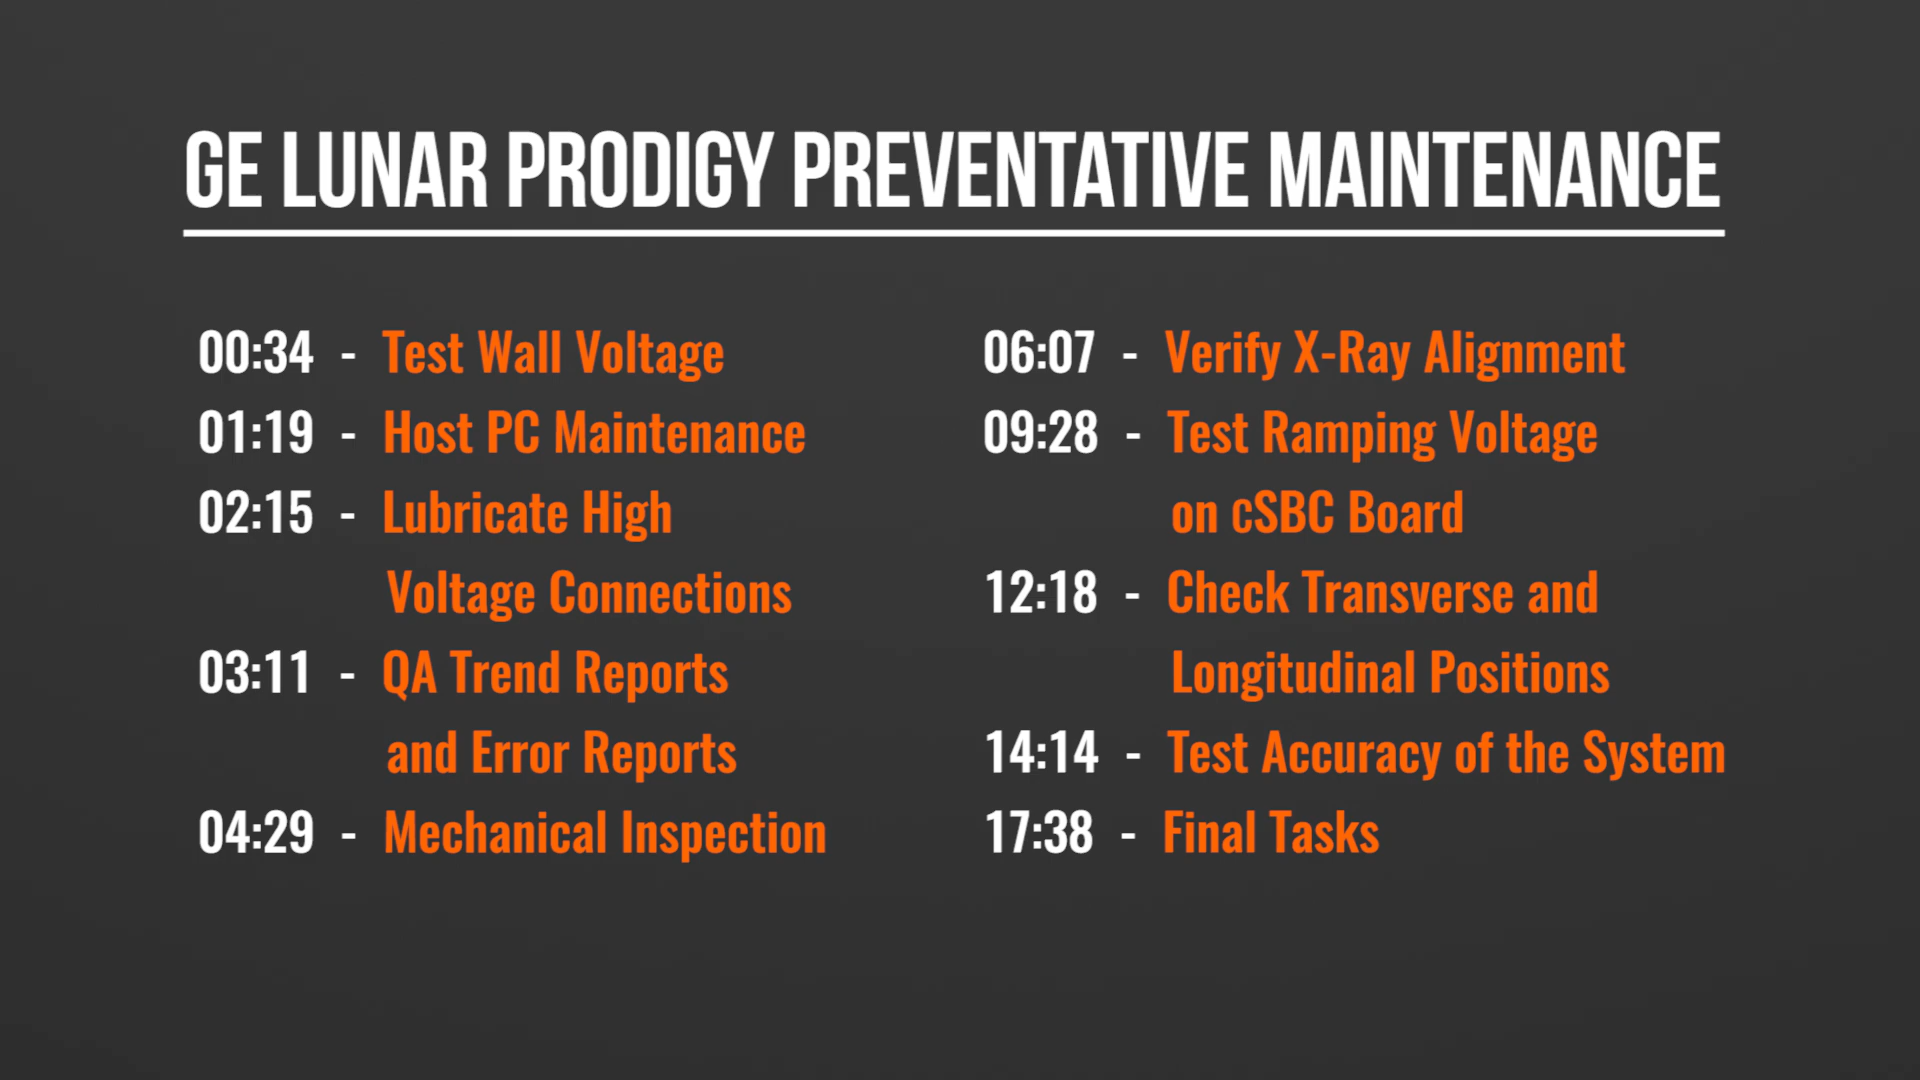 GE LUNAR PRODIGY PREVENTATIVE MAINTENANCE
00:34 - Test Wall Voltage
01:19 - Host PC Maintenance
02:15 - Lubricate High
Voltage Connections
03:11 - QA Trend Reports
and Error Reports
04:29 - Mechanical Inspection
06:07 - Verify X-Ray Alignment
09:28 - Test Ramping Voltage
on cSBC Board
12:18 - Check Transverse and
Longitudinal Positions
14:14 - Test Accuracy of the System
17:38 - Final Tasks